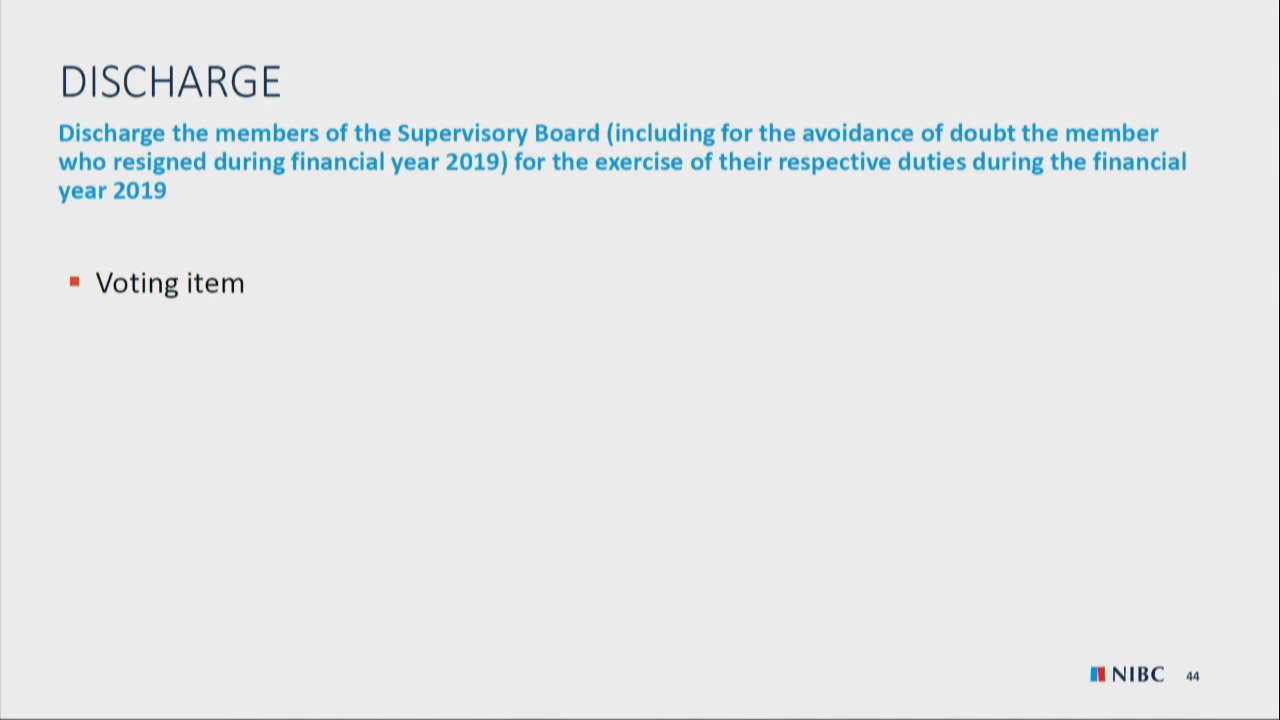 DISCHARGE
Discharge the members of the Supervisory Board (including for the avoidance of doubt the member
who resigned during financial year 2019) for the exercise of their respective duties during the financial
year 2019
Voting item
NIBC 44